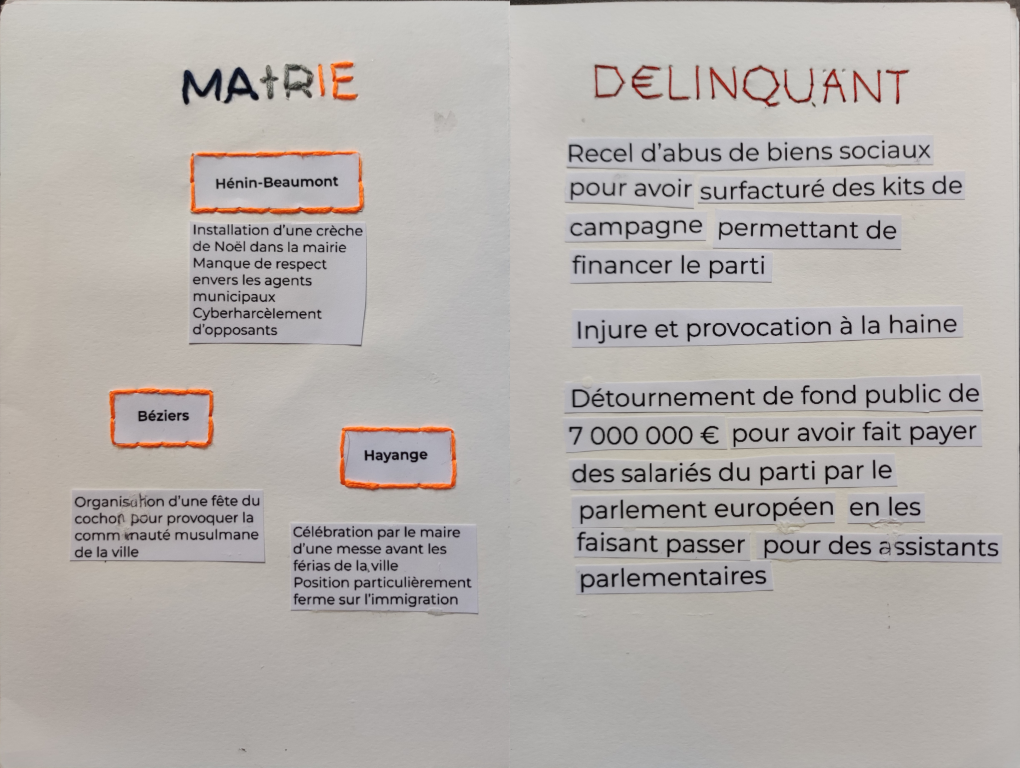 MAtRIE
Hénin-Beaumont
Installation d'une crèche
de Noël dans la mairie
Manque de respect
envers les agents
municipaux
Cyberharcèlement
d'opposants
Béziers
Organisation d'une fête du
cochon pour provoquer la
communauté musulmane
de la ville
Hayange
Célébration par le maire
d'une messe avant les
férias de la ville
Position particulièrement
ferme sur l'immigration
D€LINQUANT
Recel d'abus de biens sociaux
pour avoir surfacturé des kits de
campagne permettant de
financer le parti
Injure et provocation à la haine
Détournement de fond public de
7 000 000 € pour avoir fait payer
des salariés du parti par le
parlement européen en les
faisant passer pour des assistants
parlementaires